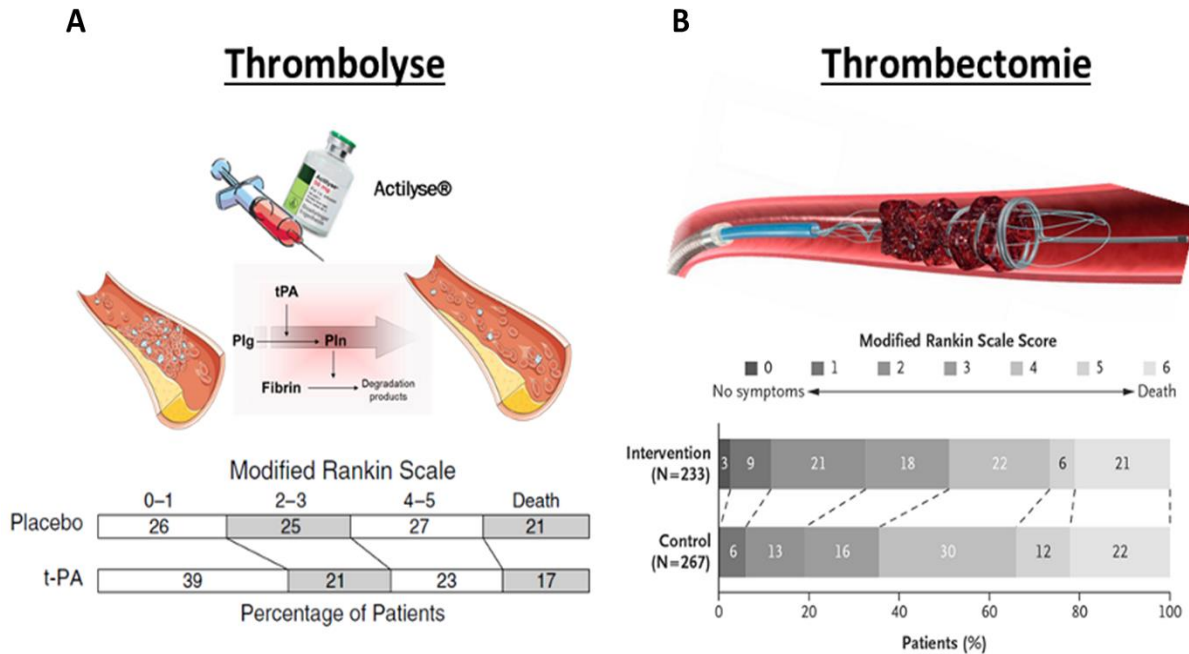 A
Thrombolyse
Actilyse®
Actilyse®
50 mg
tPA
Plg
Pln
Fibrin
Degradation
products
Modified Rankin Scale
0–1 2–3 4–5 Death
Placebo 26 25 27 21
t-PA 39 21 23 17
Percentage of Patients
B
Thrombectomie
Modified Rankin Scale Score
0 1 2 3 4 5 6
No symptoms Death
Intervention
(N=233)
3 9 21 18 22 6 21
Control
(N=267)
6 13 16 30 12 22
0 20 40 60 80 100
Patients (%)